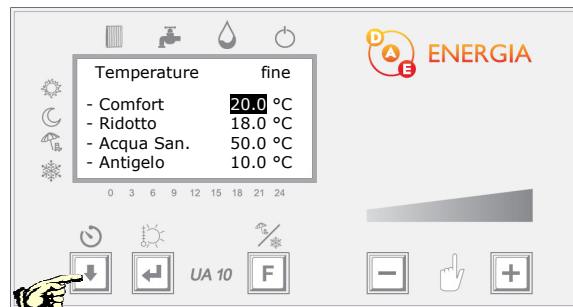 DAE ENERGIA
Temperature fine
- Comfort 20.0 °C
- Ridotto 18.0 °C
- Acqua San. 50.0 °C
- Antigelo 10.0 °C
0 3 6 9 12 15 18 21 24
UA 10 F